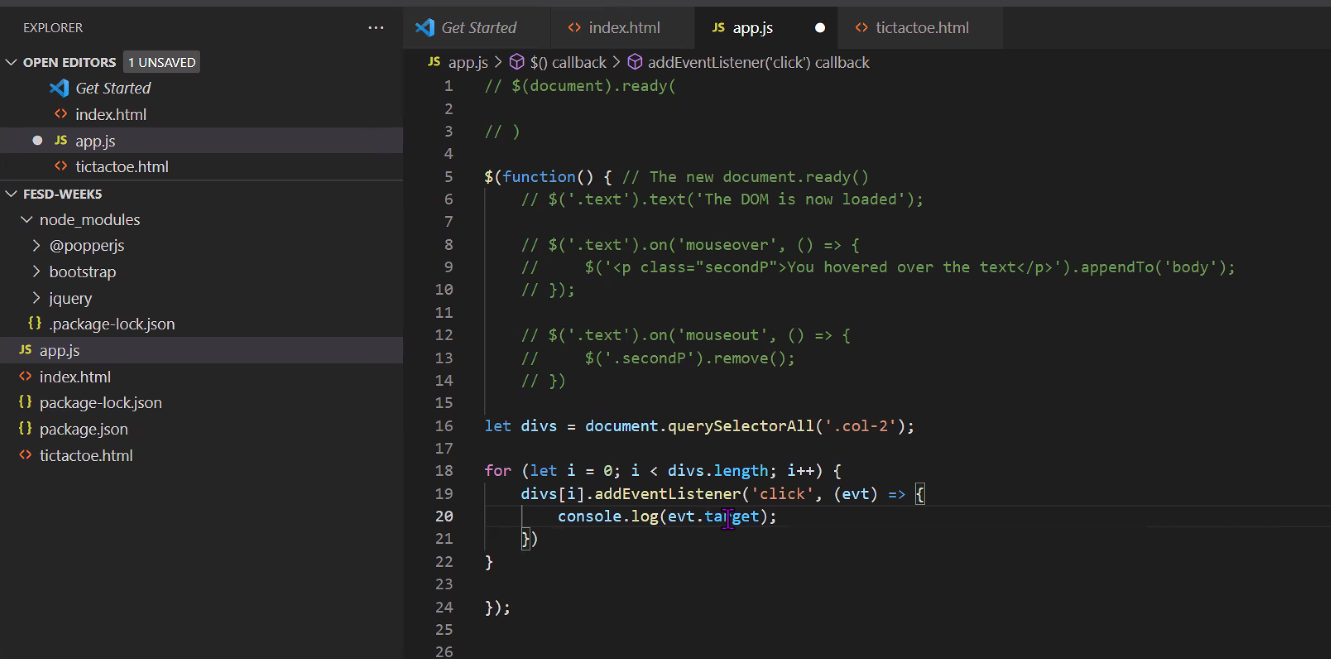 EXPLORER
...
OPEN EDITORS 1 UNSAVED
Get Started
index.html
JS app.js
tictactoe.html
FESD-WEEK5
node_modules
@popperjs
bootstrap
jquery
{} .package-lock.json
JS app.js
index.html
{} package-lock.json
{} package.json
tictactoe.html
Get Started
index.html
JS app.js
tictactoe.html
JS app.js > $() callback > addEventListener('click') callback
1 // $(document).ready(
2
3 // )
4
5 $(function() { // The new document.ready()
6 // $('.text').text('The DOM is now loaded');
7
8 // $('.text').on('mouseover', () => {
9 // $('<p class="secondP">You hovered over the text</p>').appendTo('body');
10 // });
11
12 // $('.text').on('mouseout', () => {
13 // $('.secondP').remove();
14 // })
15
16 let divs = document.querySelectorAll('.col-2');
17
18 for (let i = 0; i < divs.length; i++) {
19 divs[i].addEventListener('click', (evt) => {
20 console.log(evt.target);
21 })
22 }
23
24 });
25
26